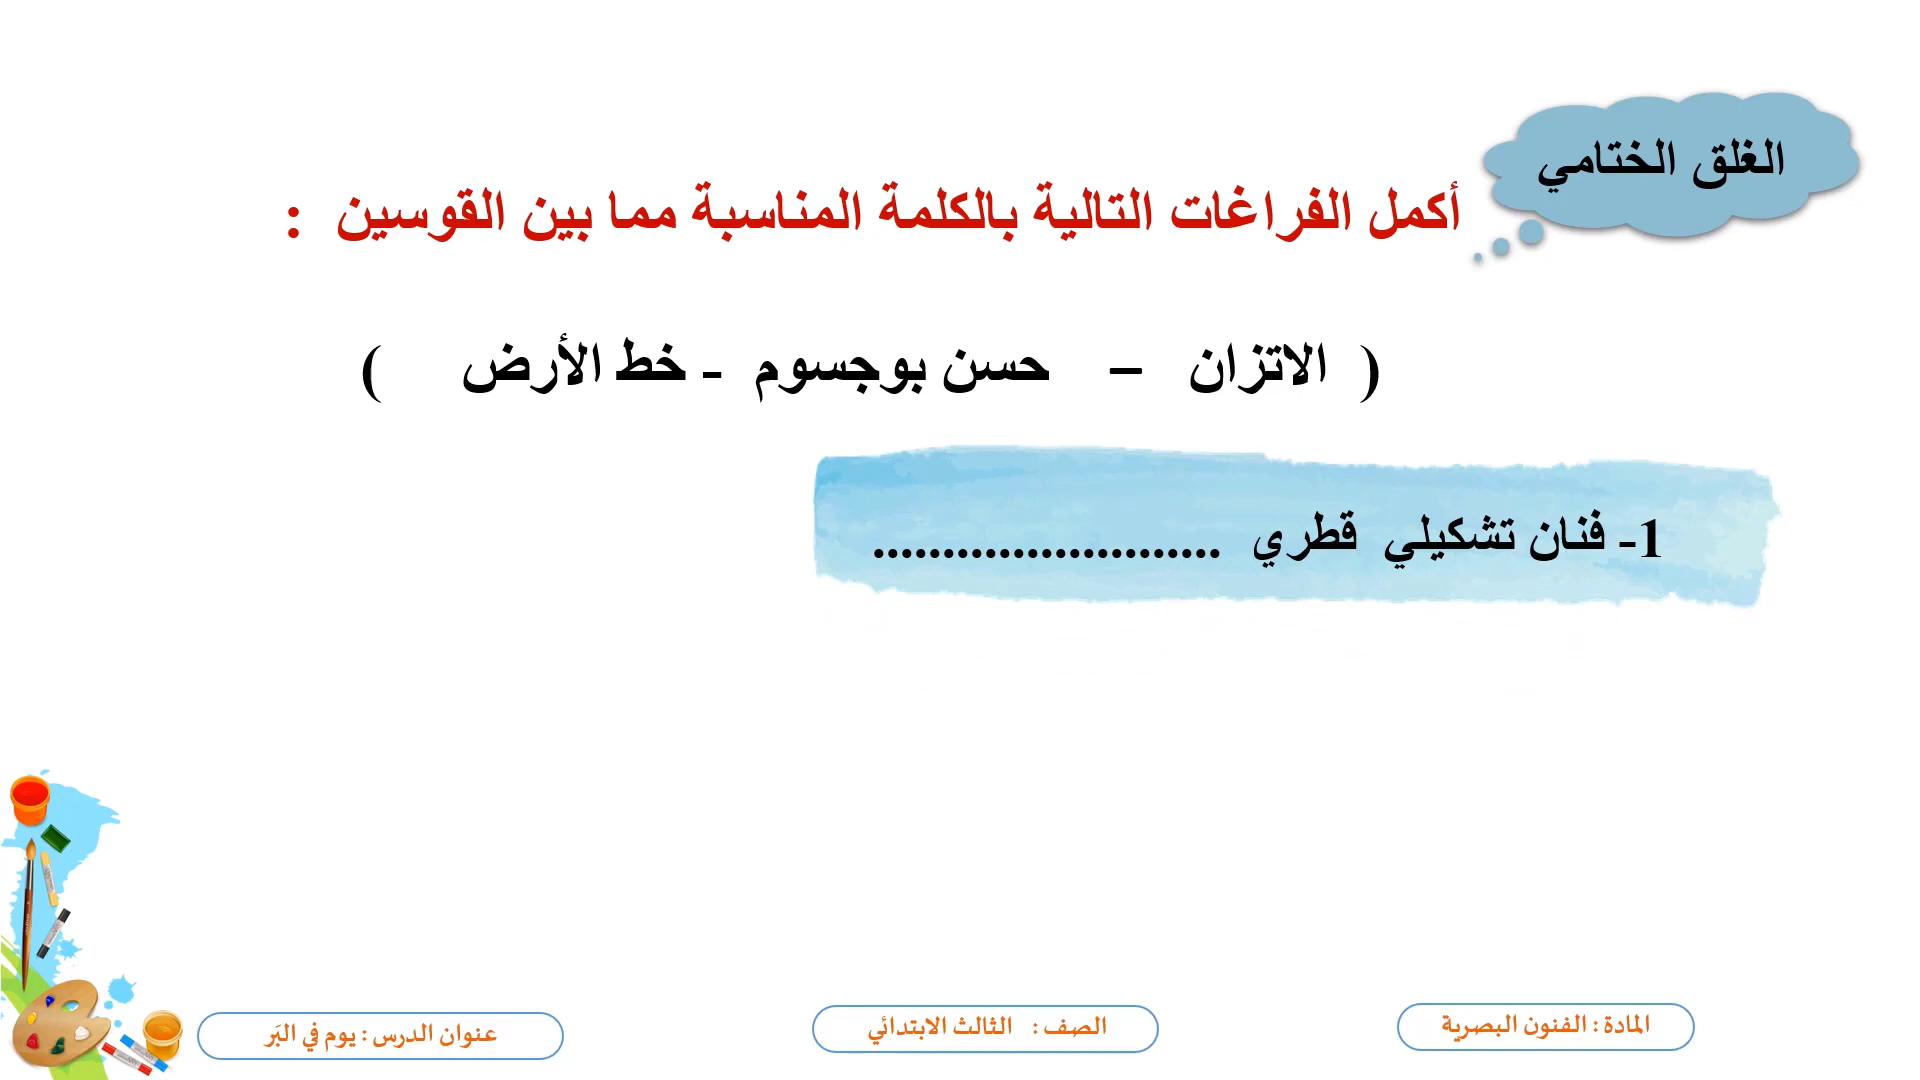 الغلق الختامي
أكمل الفراغات التالية بالكلمة المناسبة مما بين القوسين :
( الاتزان – حسن بوجسوم - خط الأرض )
1- فنان تشكيلي قطري .........................
المادة : الفنون البصرية
الصف : الثالث الابتدائي
عنوان الدرس : يوم في البَر